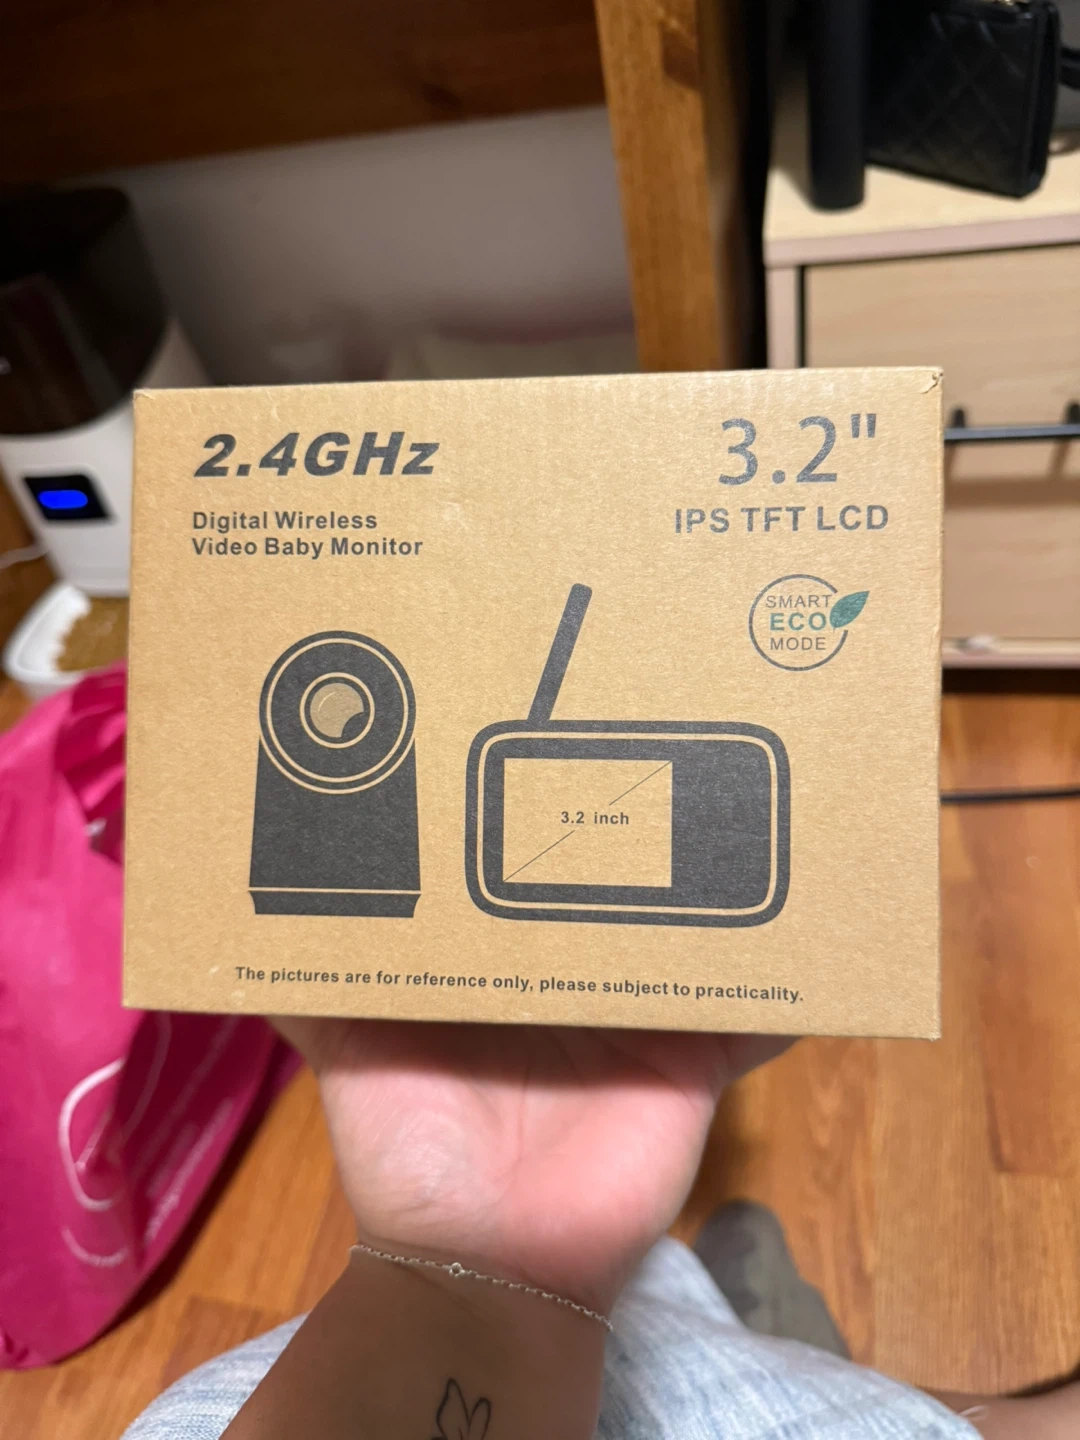 2.4GHz
Digital Wireless
Video Baby Monitor
3.2"
IPS TFT LCD
SMART
ECO
MODE
3.2 inch
The pictures are for reference only, please subject to practicality.